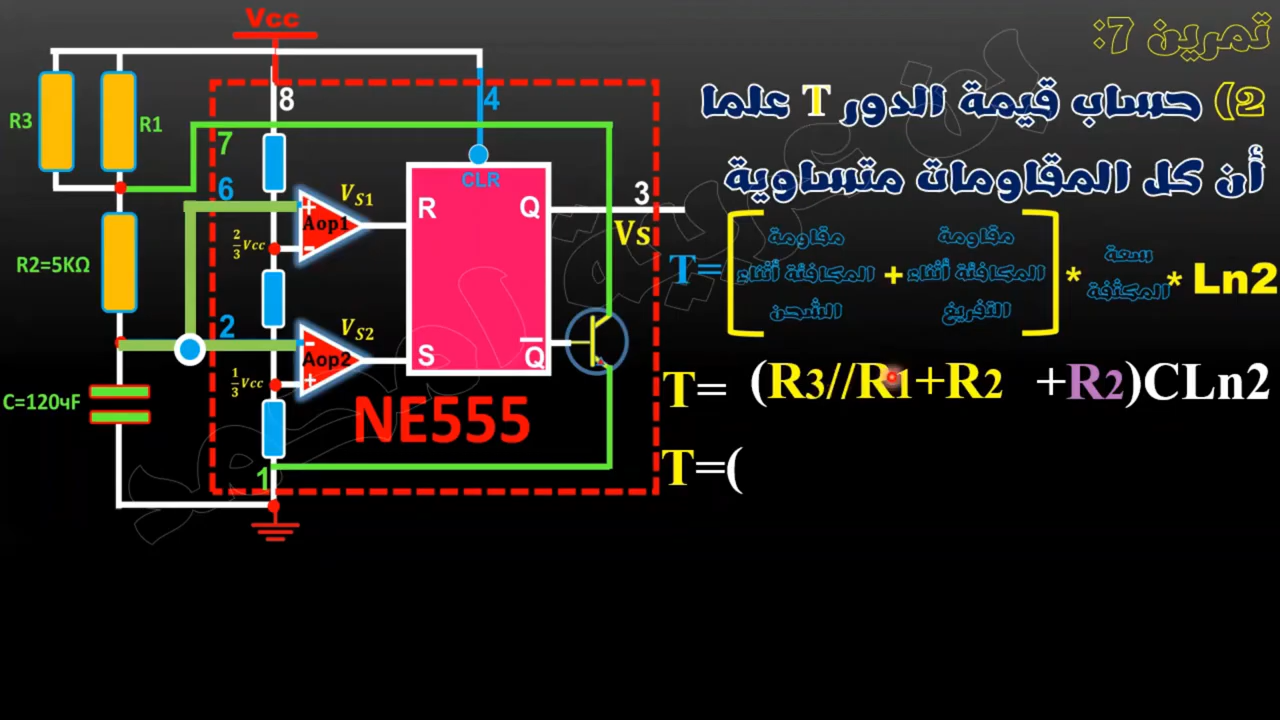 تمرين 7:
2) حساب قيمة الدور T علما
أن كل المقاومات متساوية
T= [مقاومة المكافئة أثناء الشحن + مقاومة المكافئة أثناء التفريغ] * سعة المكثفة * Ln2
T= (R3//R1+R2 +R2)CLn2
T=(
Vcc
R3
R1
R2=5KΩ
C=120чF
8
4
7
6
2
1
3
Vs
CLR
R
Q
S
Q̅
VS1
Aop1
+
-
2/3 Vcc
VS2
Aop2
-
+
1/3 Vcc
NE555